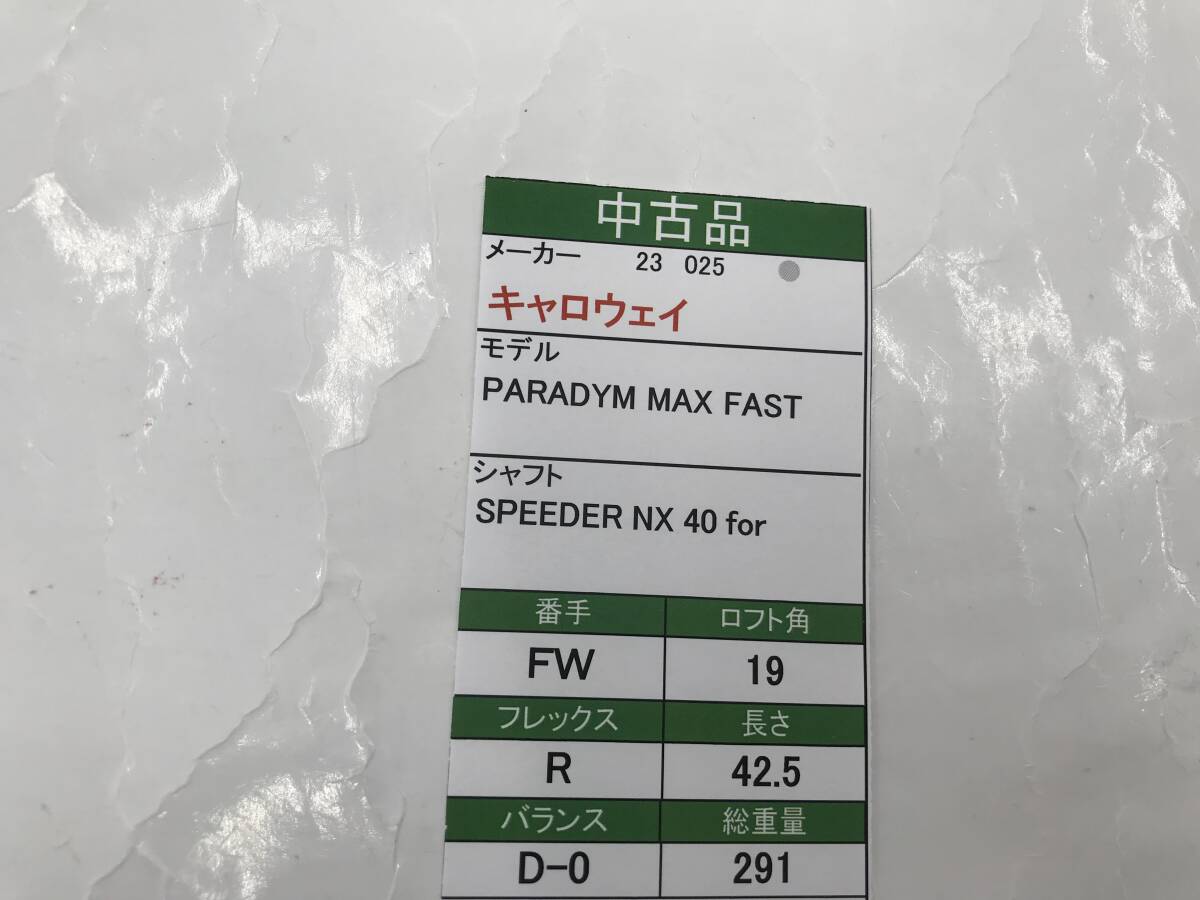 中古品
メーカー 23 025
キャロウェイ
モデル
PARADYM MAX FAST
シャフト
SPEEDER NX 40 for
番手 ロフト角
FW 19
フレックス 長さ
R 42.5
バランス 総重量
D-0 291